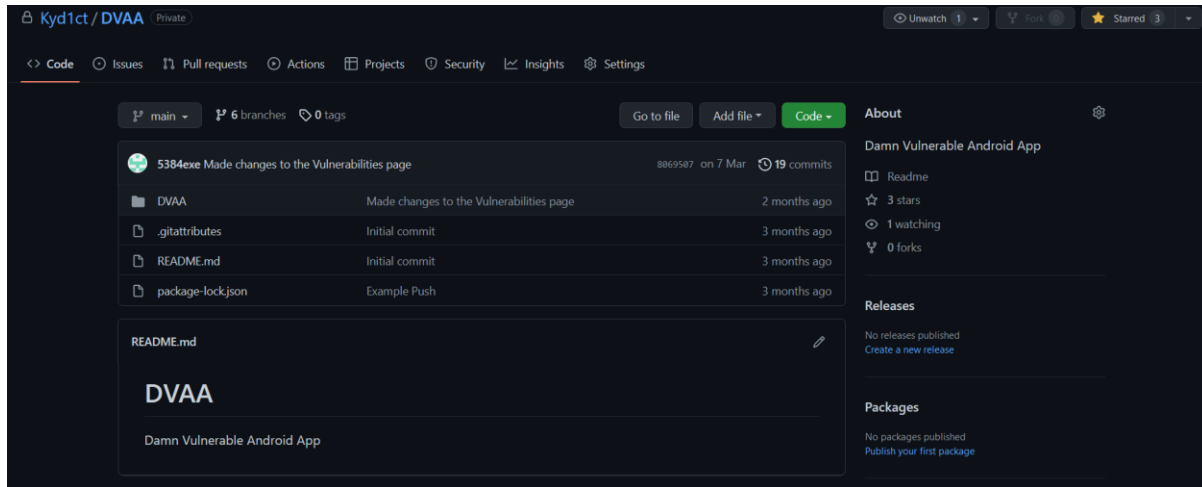 Kyd1ct / DVAA Private
Unwatch 1
Fork 0
Starred 3
Code Issues Pull requests Actions Projects Security Insights Settings
main 6 branches 0 tags Go to file Add file Code
5384exe Made changes to the Vulnerabilities page 8069507 on 7 Mar 19 commits
DVAA Made changes to the Vulnerabilities page 2 months ago
.gitattributes Initial commit 3 months ago
README.md Initial commit 3 months ago
package-lock.json Example Push 3 months ago
README.md
DVAA
Damn Vulnerable Android App
About
Damn Vulnerable Android App
Readme
3 stars
1 watching
0 forks
Releases
No releases published
Create a new release
Packages
No packages published
Publish your first package